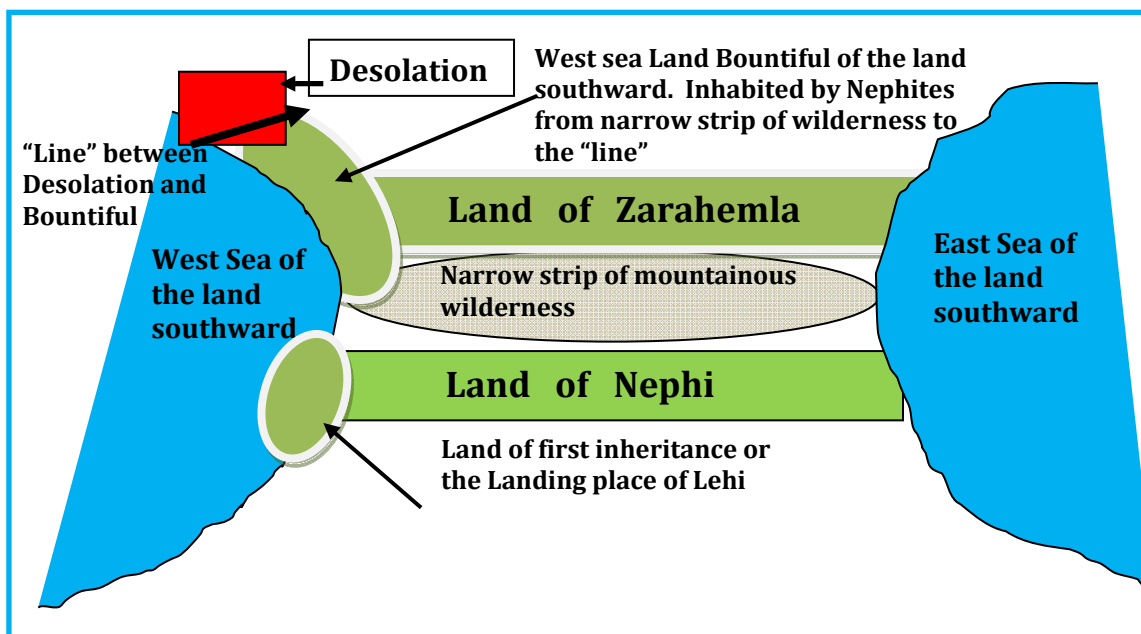 Desolation
West sea Land Bountiful of the land
southward.  Inhabited by Nephites
from narrow strip of wilderness to
the “line”
“Line” between
Desolation and
Bountiful
Land of Zarahemla
West Sea of
the land
southward
Narrow strip of mountainous
wilderness
East Sea of
the land
southward
Land of Nephi
Land of first inheritance or
the Landing place of Lehi